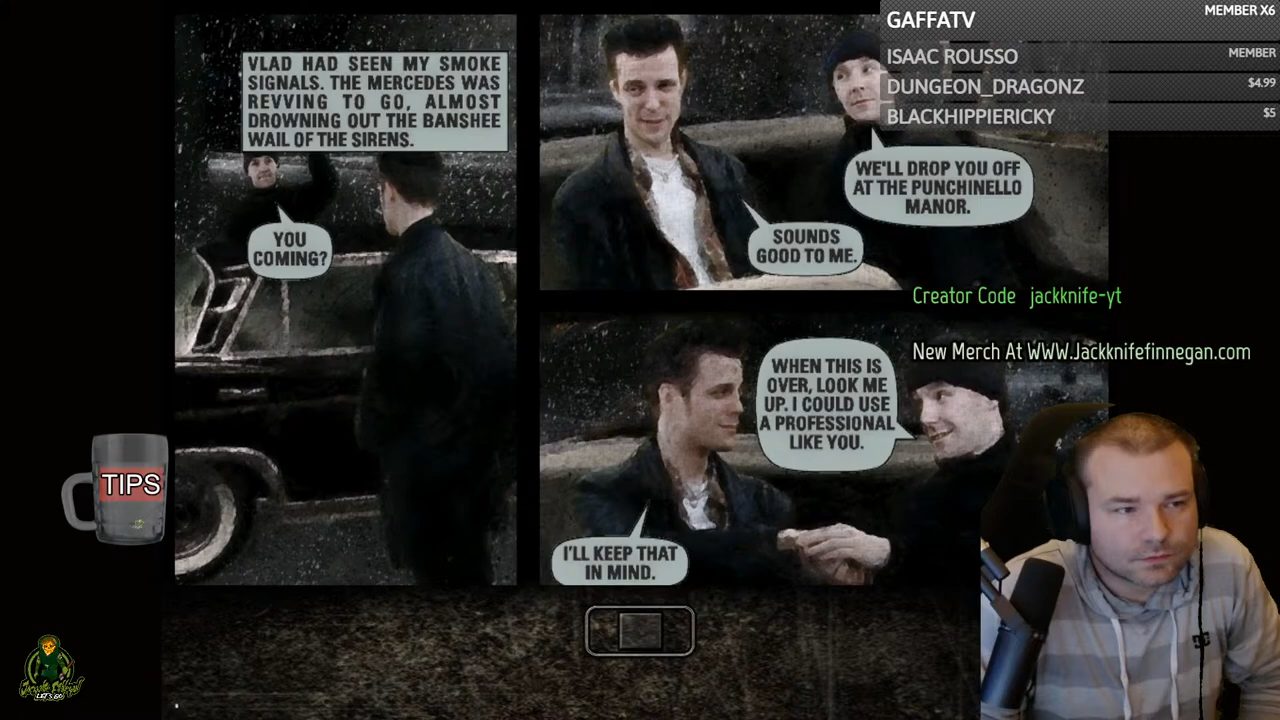 VLAD HAD SEEN MY SMOKE
SIGNALS. THE MERCEDES WAS
REVVING TO GO, ALMOST
DROWNING OUT THE BANSHEE
WAIL OF THE SIRENS.
YOU
COMING?
WE'LL DROP YOU OFF
AT THE PUNCHINELLO
MANOR.
SOUNDS
GOOD TO ME.
WHEN THIS IS
OVER, LOOK ME
UP. I COULD USE
A PROFESSIONAL
LIKE YOU.
I'LL KEEP THAT
IN MIND.
GAFFATV MEMBER X6
ISAAC ROUSSO MEMBER
DUNGEON_DRAGONZ $4.99
BLACKHIPPIERICKY $5
Creator Code jackknife-yt
New Merch At WWW.Jackknifefinnegan.com
TIPS
LET'S GO